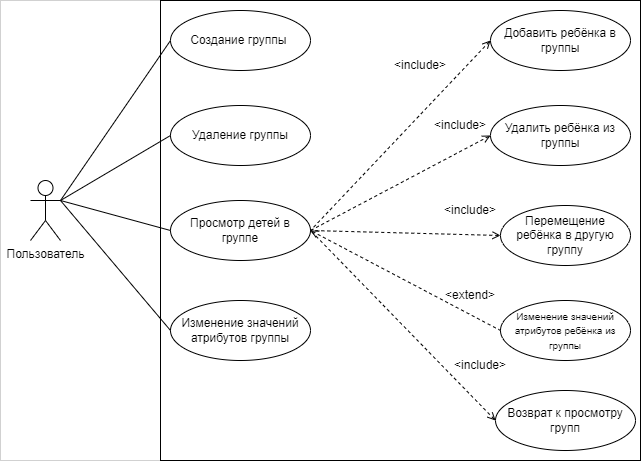 Создание группы
Удаление группы
Просмотр детей в
группе
Изменение значений
атрибутов группы
Пользователь
<include>
<include>
<include>
<extend>
<include>
Добавить ребёнка в
группы
Удалить ребёнка из
группы
Перемещение
ребёнка в другую
группу
Изменение значений
атрибутов ребёнка из
группы
Возврат к просмотру
групп